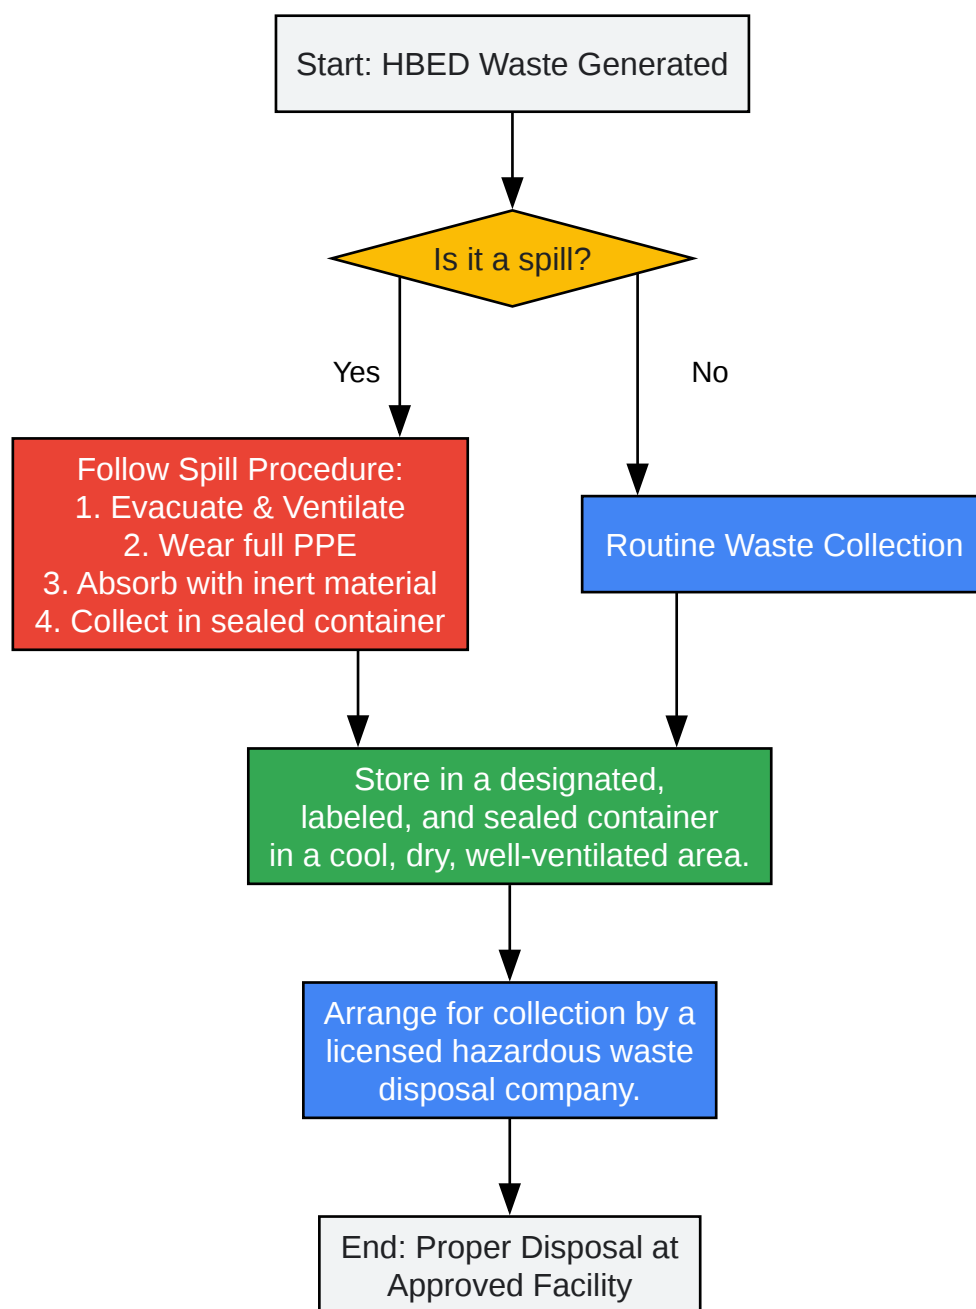 Start: HBED Waste Generated
Is it a spill?
Yes
No
Follow Spill Procedure:
1. Evacuate & Ventilate
2. Wear full PPE
3. Absorb with inert material
4. Collect in sealed container
Routine Waste Collection
Store in a designated,
labeled, and sealed container
in a cool, dry, well-ventilated area.
Arrange for collection by a
licensed hazardous waste
disposal company.
End: Proper Disposal at
Approved Facility